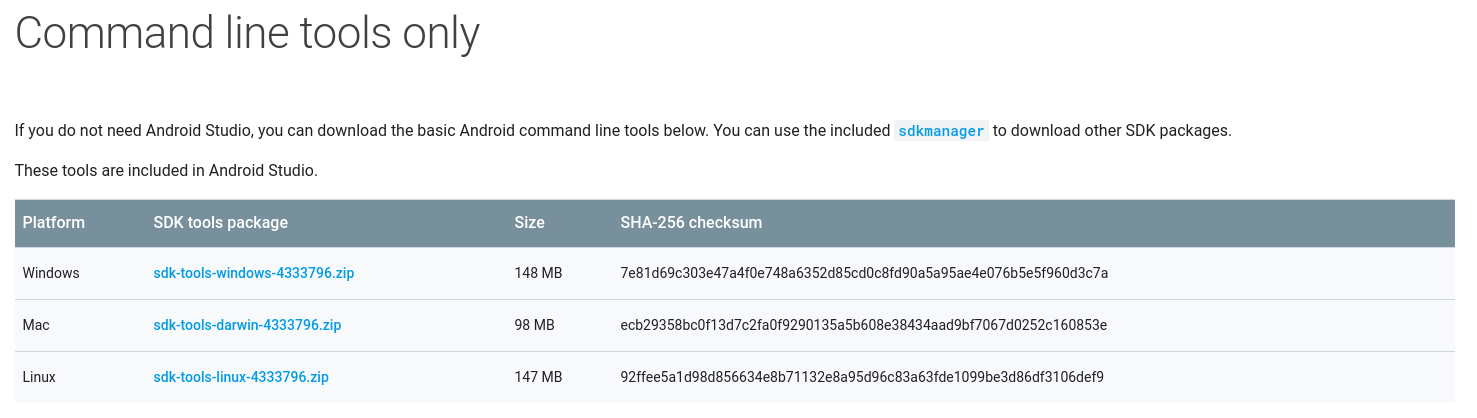 Command line tools only
If you do not need Android Studio, you can download the basic Android command line tools below. You can use the included sdkmanager to download other SDK packages.
These tools are included in Android Studio.
Platform SDK tools package Size SHA-256 checksum
Windows sdk-tools-windows-4333796.zip 148 MB 7e81d69c303e47a4f0e748a6352d85cd0c8fd90a5a95ae4e076b5e5f960d3c7a
Mac sdk-tools-darwin-4333796.zip 98 MB ecb29358bc0f13d7c2fa0f9290135a5b608e38434aad9bf7067d0252c160853e
Linux sdk-tools-linux-4333796.zip 147 MB 92ffee5a1d98d856634e8b71132e8a95d96c83a63fde1099be3d86df3106def9